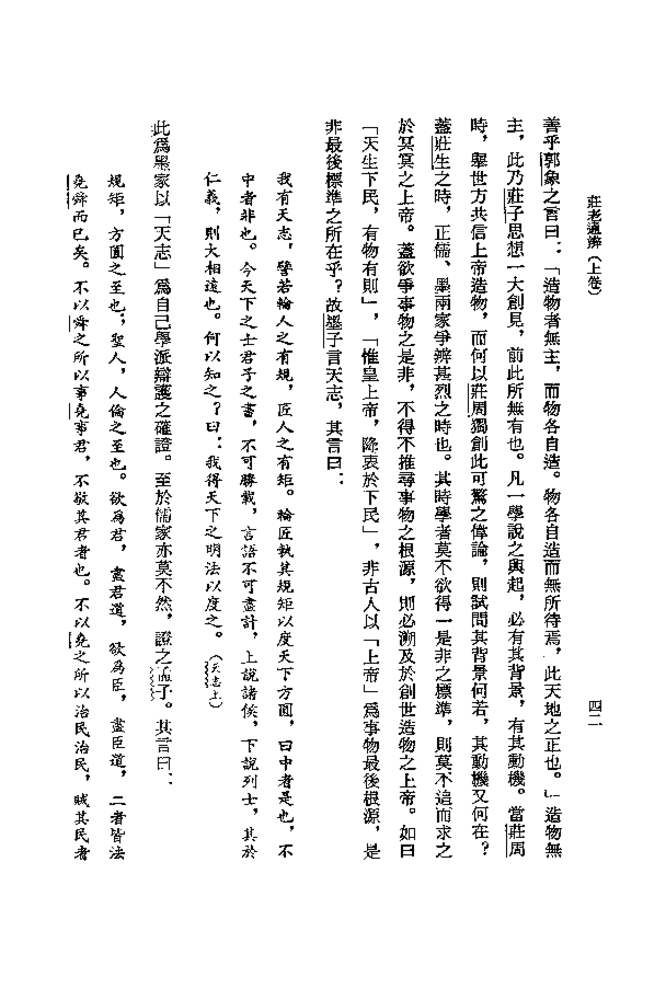 莊老通辨（上卷）
四二
善乎郭象之言曰：「造物者無主，而物各自造。物各自造而無所待焉，此天地之正也。」造物無
主，此乃莊子思想一大創見，前此所無有也。凡一學說之興起，必有其背景，有其動機。當莊周
時，舉世方共信上帝造物，而何以莊周獨創此可驚之偉論，則試問其背景何若，其動機又何在？
蓋莊生之時，正儒、墨兩家爭辨甚烈之時也。其時學者莫不欲得一是非之標準，則莫不遠而求之
於冥冥之上帝。蓋欲爭事物之是非，不得不推尋事物之根源，則必溯及於創世造物之上帝。如曰
「天生下民，有物有則」，「惟皇上帝，降衷於下民」，非古人以「上帝」爲事物最後根源，是
非最後標準之所在乎？故墨子言天志，其言曰：
我有天志，譬若輪人之有規，匠人之有矩。輪匠執其規矩以度天下方圓，曰中者是也，不
中者非也。今天下之士君子之書，不可勝載，言語不可盡計，上說諸侯，下說列士，其於
仁義，則大相遠也。何以知之？曰：我得天下之明法以度之。（天志上）
此爲墨家以「天志」爲自己學派辯護之確證。至於儒家亦莫不然，證之孟子。其言曰：
規矩，方圓之至也；聖人，人倫之至也。欲爲君，盡君道，欲爲臣，盡臣道，二者皆法
堯舜而已矣。不以舜之所以事堯事君，不敬其君者也。不以堯之所以治民治民，賊其民者